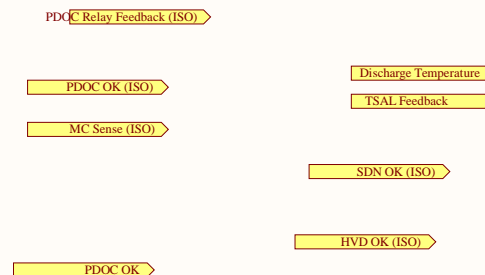 PDOC Relay Feedback (ISO)
Discharge Temperature
PDOC OK (ISO)
TSAL Feedback
MC Sense (ISO)
SDN OK (ISO)
HVD OK (ISO)
PDOC OK